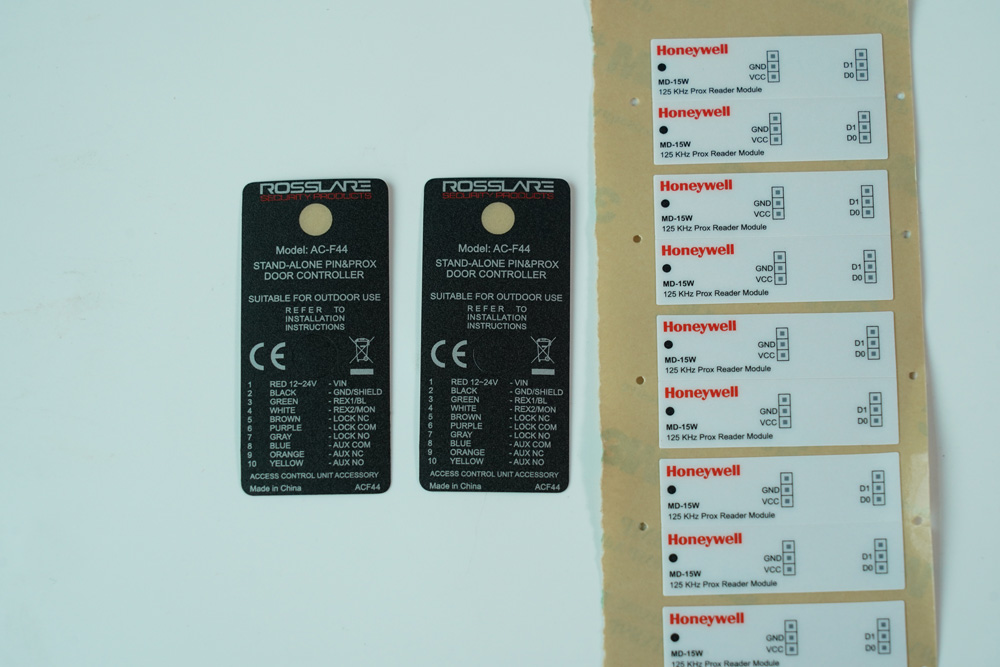 ROSSLARE
SECURITY PRODUCTS
Model: AC-F44
STAND-ALONE PIN&PROX
DOOR CONTROLLER
SUITABLE FOR OUTDOOR USE
REFER TO
INSTALLATION
INSTRUCTIONS
CE
1 RED 12~24V - VIN
2 BLACK - GND/SHIELD
3 GREEN - REX1/BL
4 WHITE - REX2/MON
5 BROWN - LOCK NC
6 PURPLE - LOCK COM
7 GRAY - LOCK NO
8 BLUE - AUX COM
9 ORANGE - AUX NC
10 YELLOW - AUX NO
ACCESS CONTROL UNIT ACCESSORY
Made in China ACF44
ROSSLARE
SECURITY PRODUCTS
Model: AC-F44
STAND-ALONE PIN&PROX
DOOR CONTROLLER
SUITABLE FOR OUTDOOR USE
REFER TO
INSTALLATION
INSTRUCTIONS
CE
1 RED 12~24V - VIN
2 BLACK - GND/SHIELD
3 GREEN - REX1/BL
4 WHITE - REX2/MON
5 BROWN - LOCK NC
6 PURPLE - LOCK COM
7 GRAY - LOCK NO
8 BLUE - AUX COM
9 ORANGE - AUX NC
10 YELLOW - AUX NO
ACCESS CONTROL UNIT ACCESSORY
Made in China ACF44
Honeywell
GND D1
VCC D0
MD-15W
125 KHz Prox Reader Module
Honeywell
GND D1
VCC D0
MD-15W
125 KHz Prox Reader Module
Honeywell
GND D1
VCC D0
MD-15W
125 KHz Prox Reader Module
Honeywell
GND D1
VCC D0
MD-15W
125 KHz Prox Reader Module
Honeywell
GND D1
VCC D0
MD-15W
125 KHz Prox Reader Module
Honeywell
GND D1
VCC D0
MD-15W
125 KHz Prox Reader Module
Honeywell
GND D1
VCC D0
MD-15W
125 KHz Prox Reader Module
Honeywell
GND D1
VCC D0
MD-15W
125 KHz Prox Reader Module
Honeywell
GND D1
VCC D0
MD-15W
125 KHz Prox Reader Module